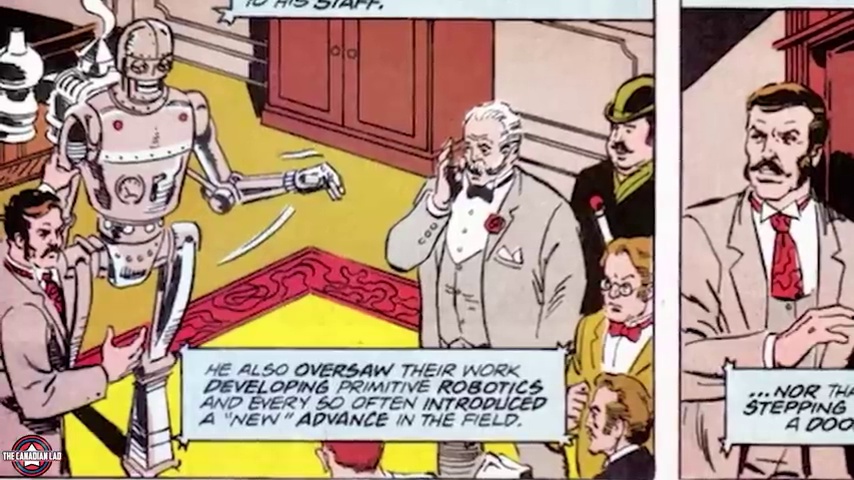 TO HIS STAFF.
HE ALSO OVERSAW THEIR WORK
DEVELOPING PRIMITIVE ROBOTICS
AND EVERY SO OFTEN INTRODUCED
A "NEW" ADVANCE IN THE FIELD.
...NOR THA
STEPPING
A DOO
THE CANADIAN LAD